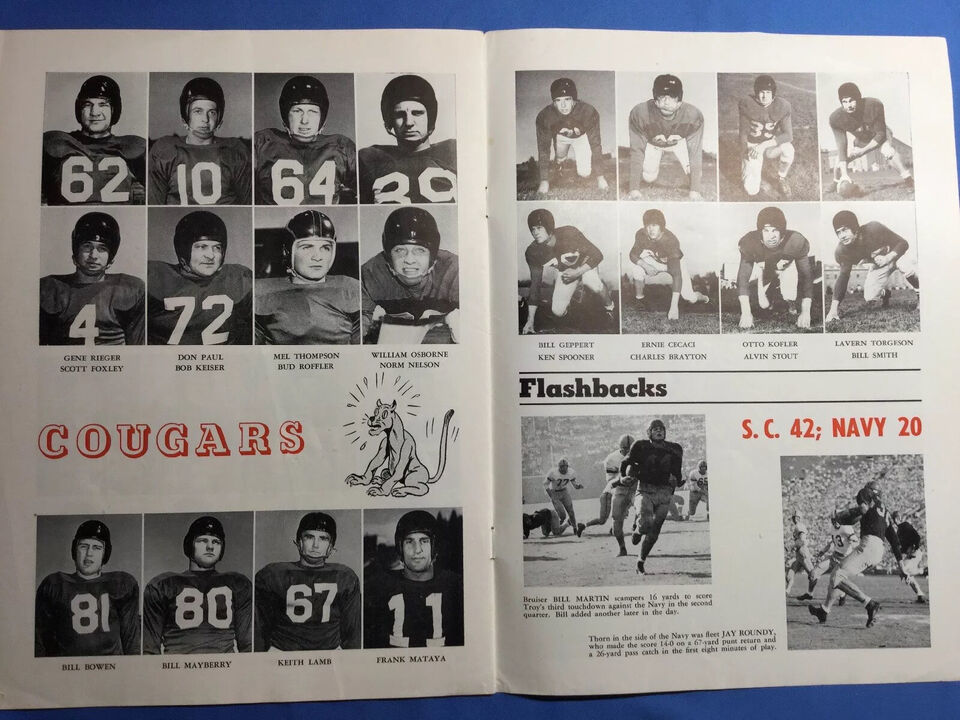 62
10
64
89
4
72
GENE RIEGER DON PAUL MEL THOMPSON WILLIAM OSBORNE
SCOTT FOXLEY BOB KEISER BUD ROFFLER NORM NELSON
COUGARS
81
80
67
11
BILL BOWEN BILL MAYBERRY KEITH LAMB FRANK MATAYA
BILL GEPPERT ERNIE CECACI OTTO KOFLER LAVERN TORGESON
KEN SPOONER CHARLES BRAYTON ALVIN STOUT BILL SMITH
Flashbacks
S. C. 42; NAVY 20
Bruiser BILL MARTIN scampers 16 yards to score
Troy's third touchdown against the Navy in the second
quarter. Bill added another later in the day.
Thorn in the side of the Navy was fleet JAY ROUNDY,
who made the score 14-0 on a 67-yard punt return and
a 26-yard pass catch in the first eight minutes of play.